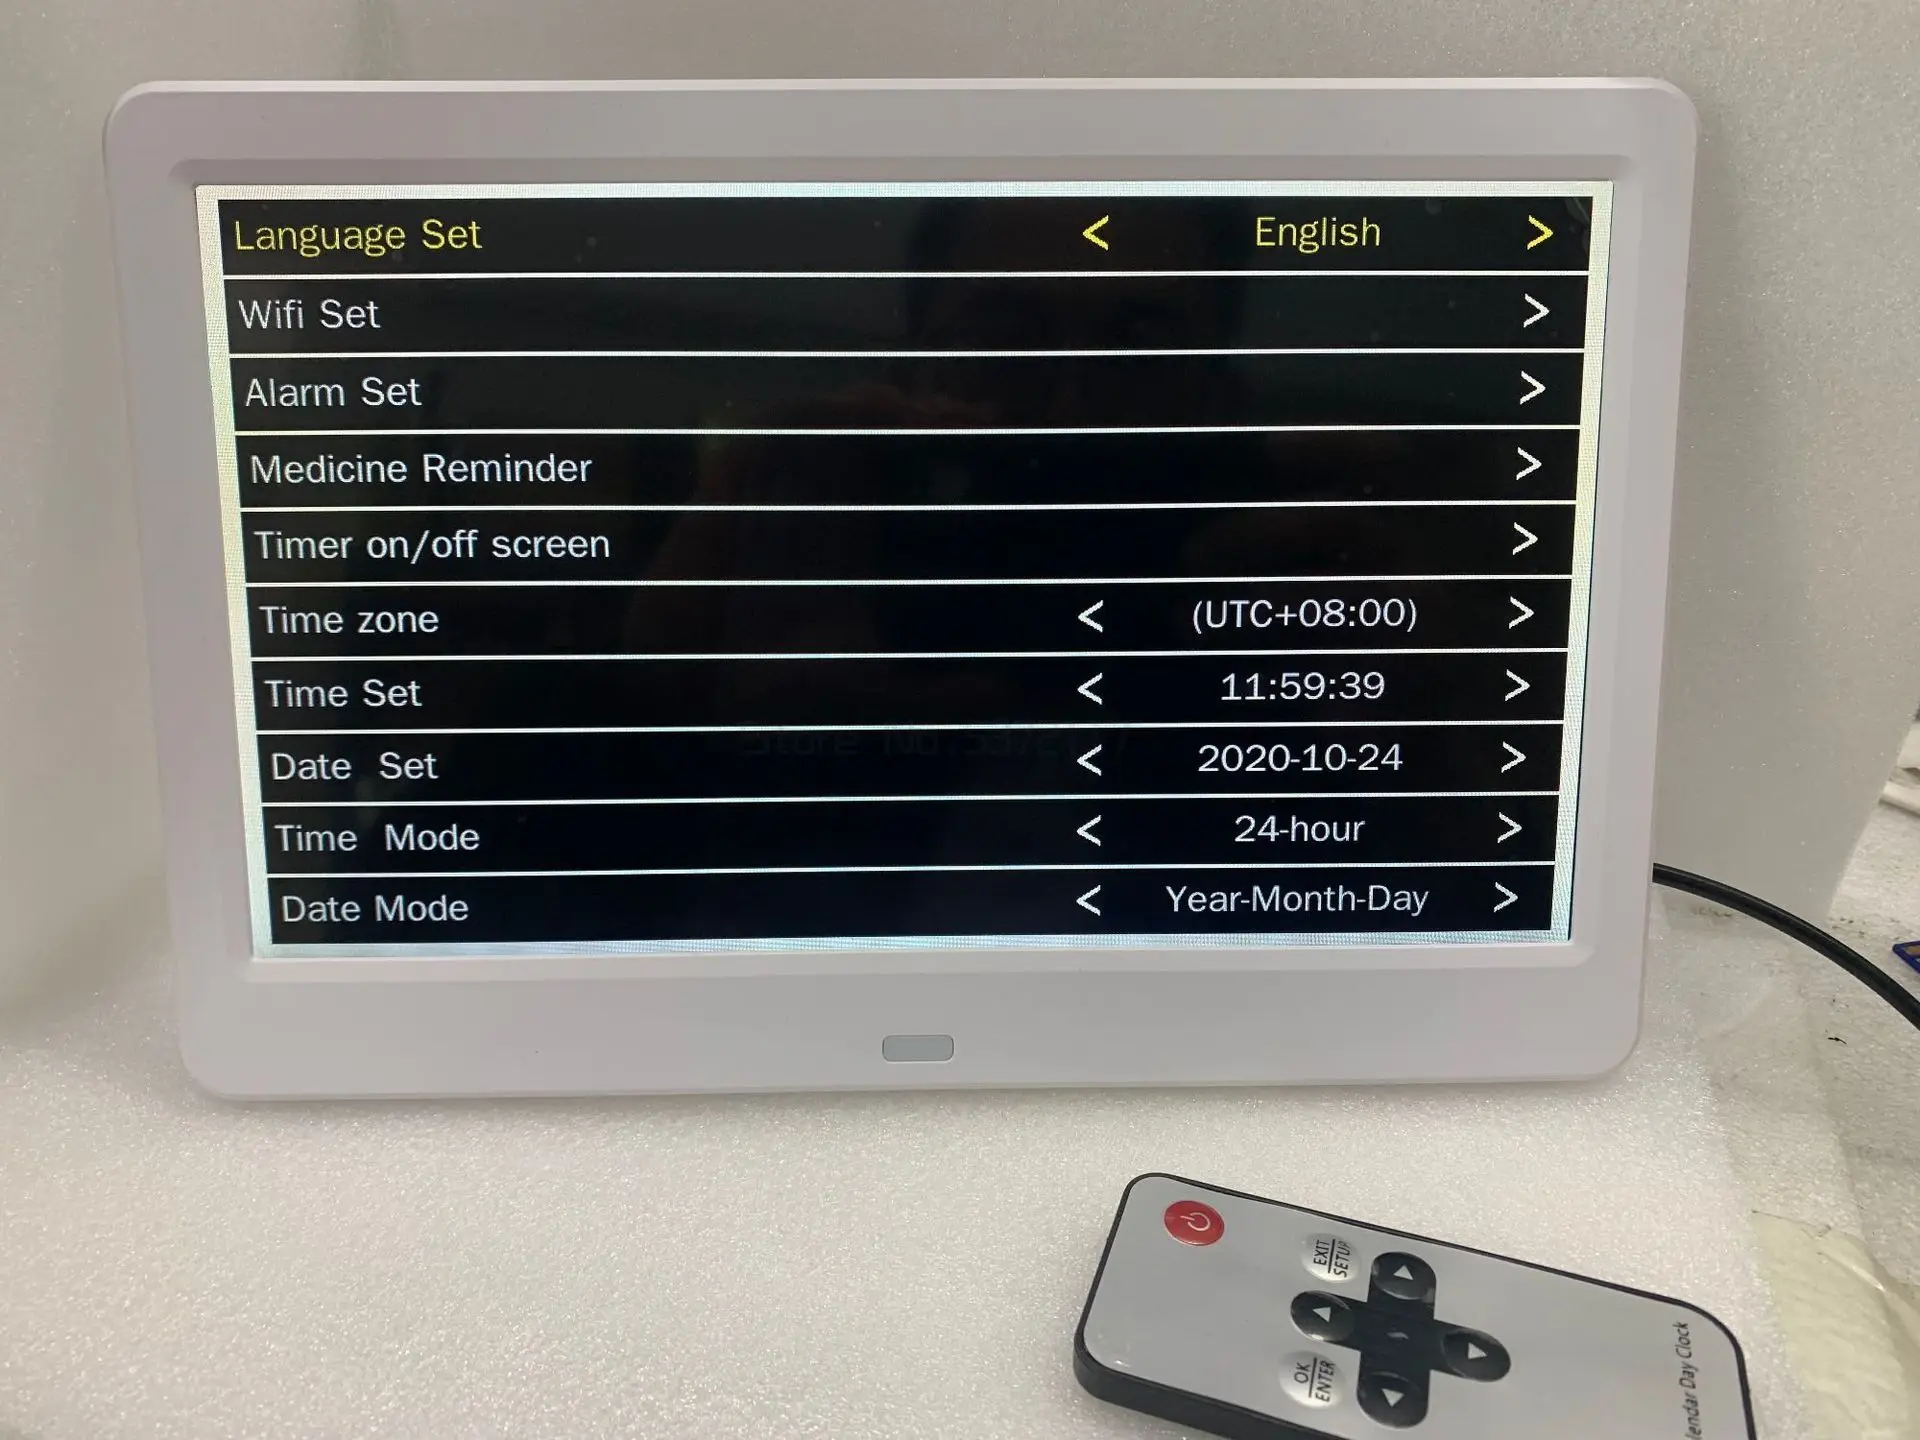 Language Set < English >
Wifi Set >
Alarm Set >
Medicine Reminder >
Timer on/off screen >
Time zone < (UTC+08:00) >
Time Set < 11:59:39 >
Date Set < 2020-10-24 >
Time Mode < 24-hour >
Date Mode < Year-Month-Day >
EXIT
SETUP
OK
ENTER
lendar Day Clock